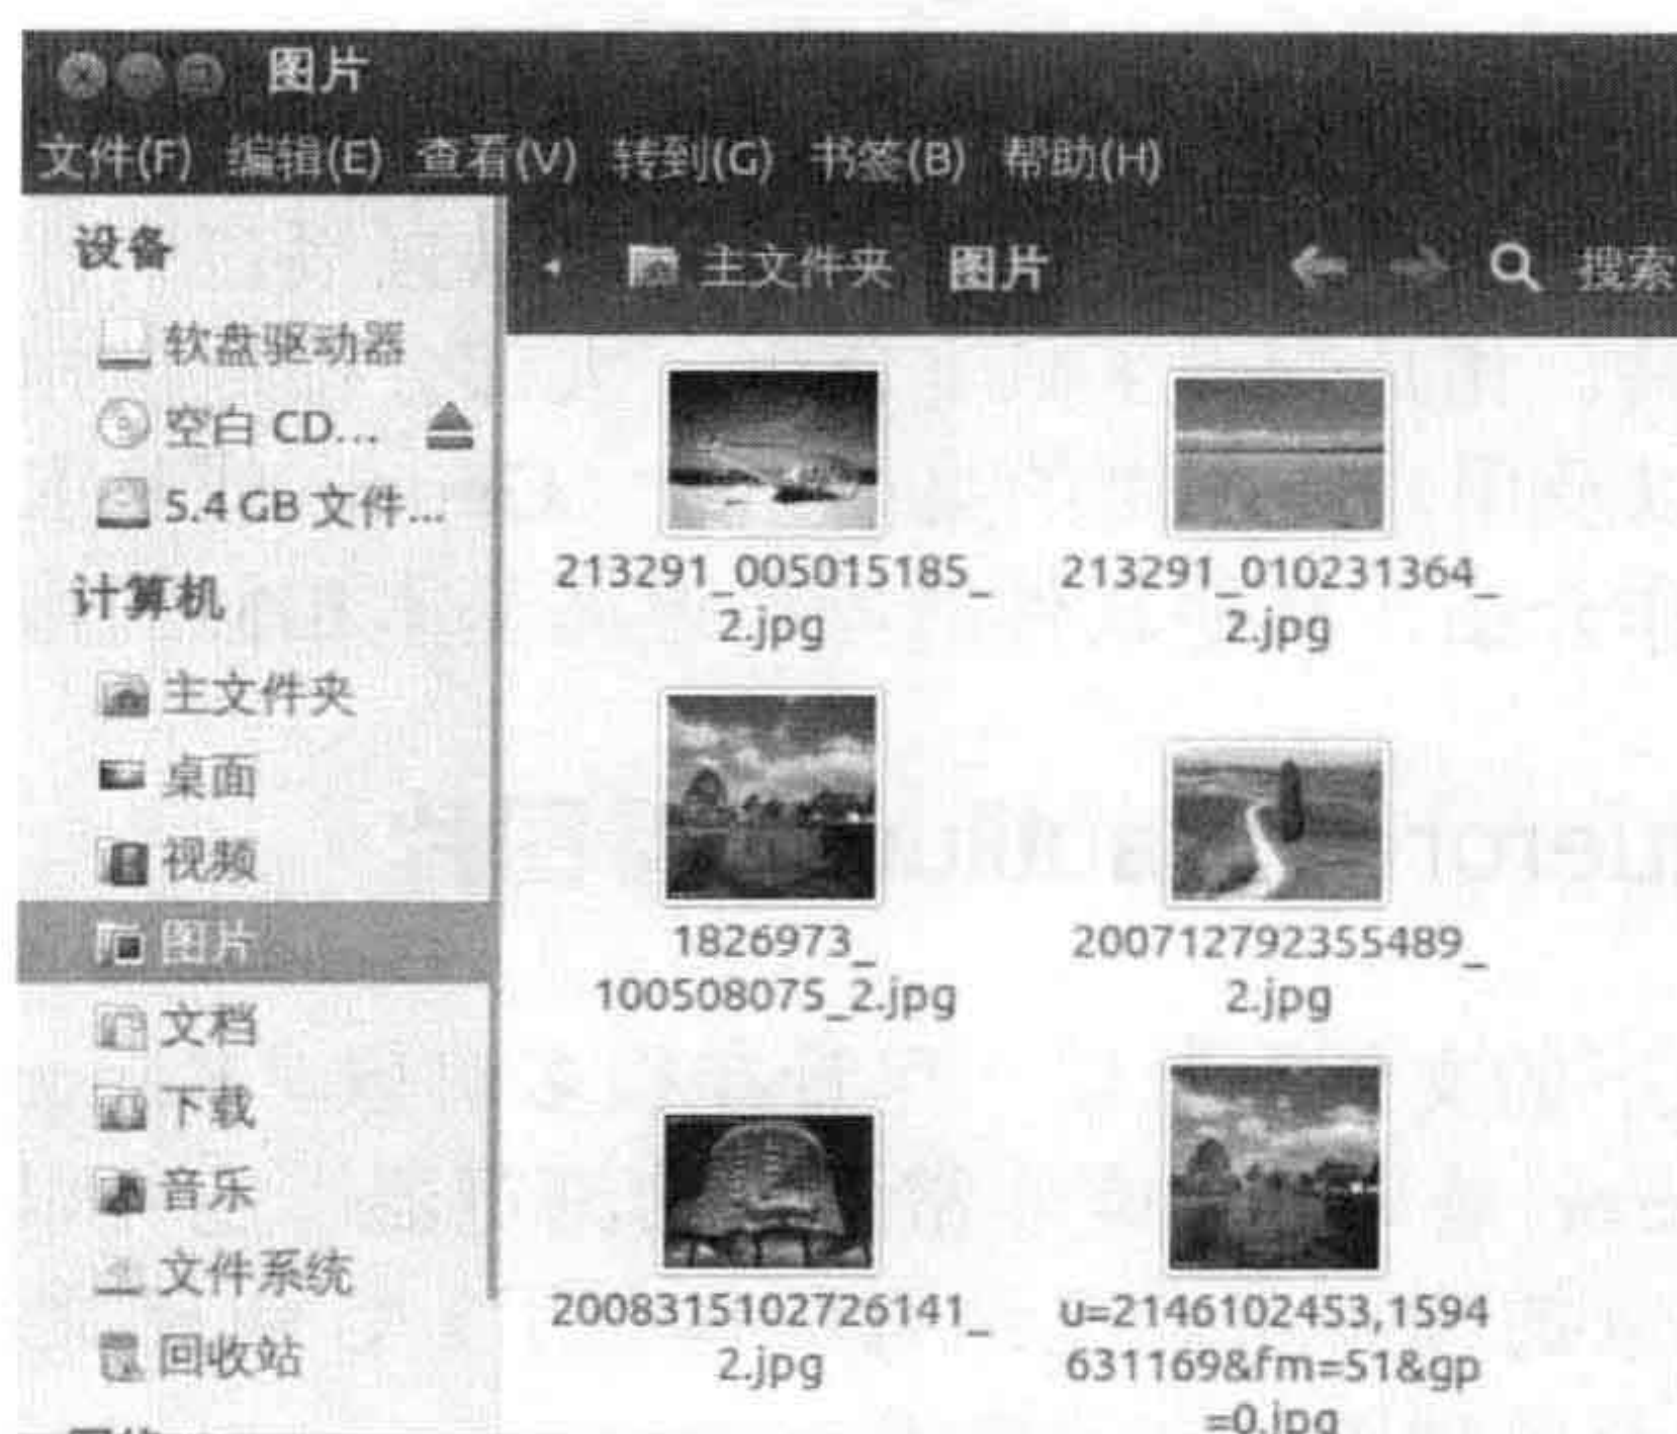 图片
文件(F) 编辑(E) 查看(V) 转到(G) 书签(B) 帮助(H)
主文件夹 图片 搜索
设备
软盘驱动器
空白 CD...
5.4 GB 文件...
计算机
主文件夹
桌面
视频
图片
文档
下载
音乐
文件系统
回收站
213291_005015185_
2.jpg
213291_010231364_
2.jpg
1826973_
100508075_2.jpg
200712792355489_
2.jpg
2008315102726141_
2.jpg
u=2146102453,1594
631169&fm=51&gp
=0.jpg